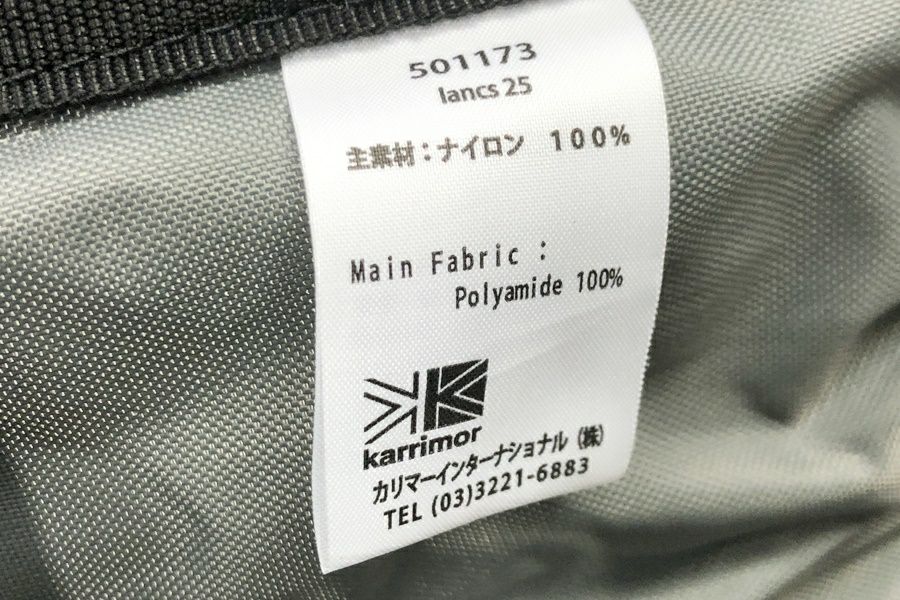 501173
lancs 25
主素材：ナイロン 100%
Main Fabric :
Polyamide 100%
karrimor
カリマーインターナショナル（株）
TEL (03)3221-6883